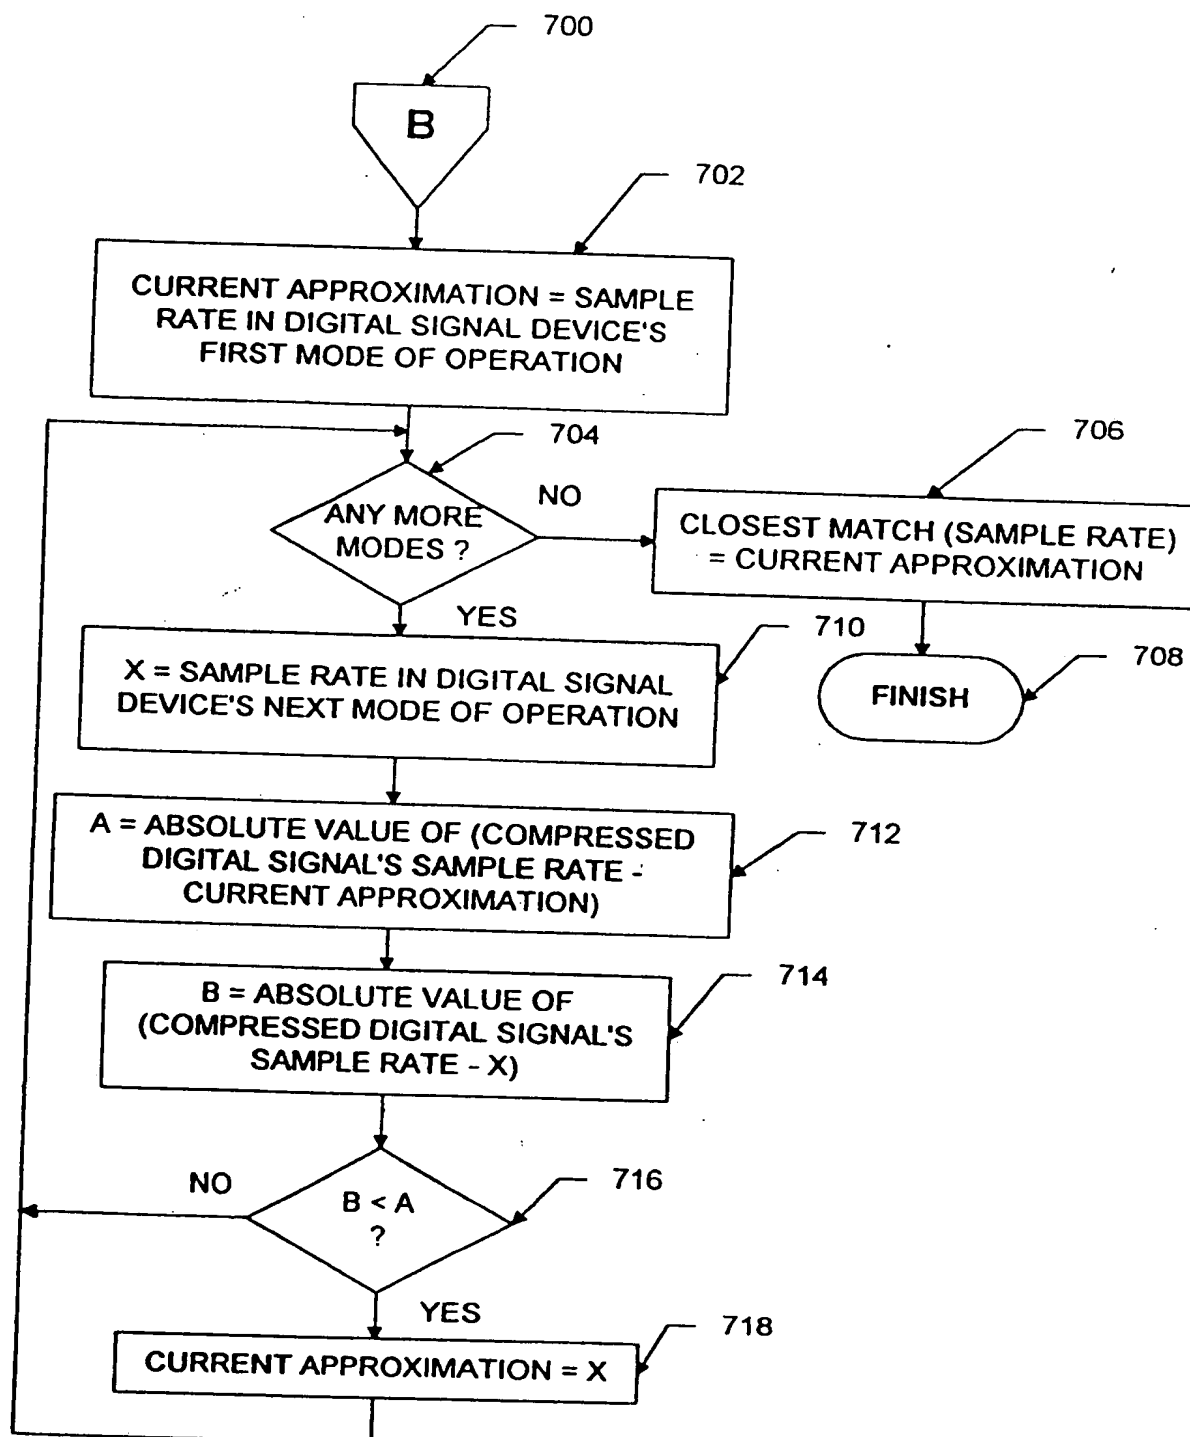 700
B
702
CURRENT APPROXIMATION = SAMPLE
RATE IN DIGITAL SIGNAL DEVICE'S
FIRST MODE OF OPERATION
704
706
NO
ANY MORE
MODES ?
CLOSEST MATCH (SAMPLE RATE)
= CURRENT APPROXIMATION
YES
710
708
X = SAMPLE RATE IN DIGITAL SIGNAL
DEVICE'S NEXT MODE OF OPERATION
FINISH
712
A = ABSOLUTE VALUE OF (COMPRESSED
DIGITAL SIGNAL'S SAMPLE RATE -
CURRENT APPROXIMATION)
714
B = ABSOLUTE VALUE OF
(COMPRESSED DIGITAL SIGNAL'S
SAMPLE RATE - X)
716
NO
B < A
?
YES
718
CURRENT APPROXIMATION = X